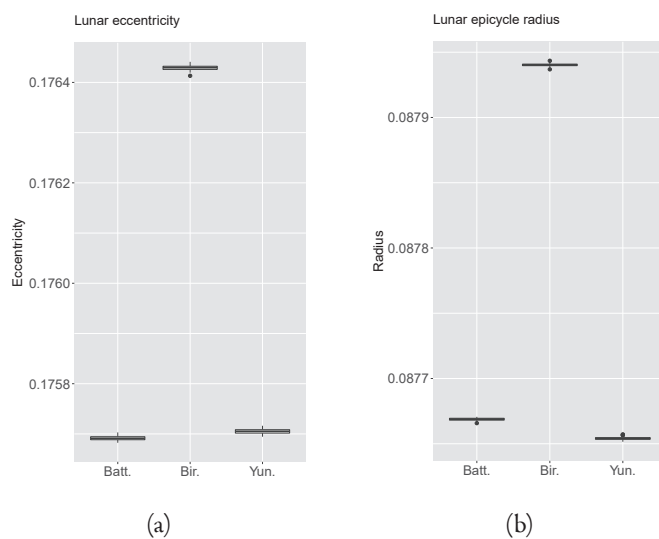 Lunar eccentricity
Eccentricity
0.1764
0.1762
0.1760
0.1758
Batt. Bir. Yun.
(a)
Lunar epicycle radius
Radius
0.0879
0.0878
0.0877
Batt. Bir. Yun.
(b)